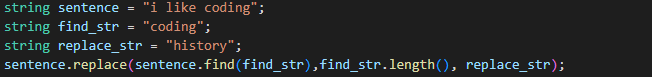 string sentence = "i like coding";
string find_str = "coding";
string replace_str = "history";
sentence.replace(sentence.find(find_str),find_str.length(), replace_str);